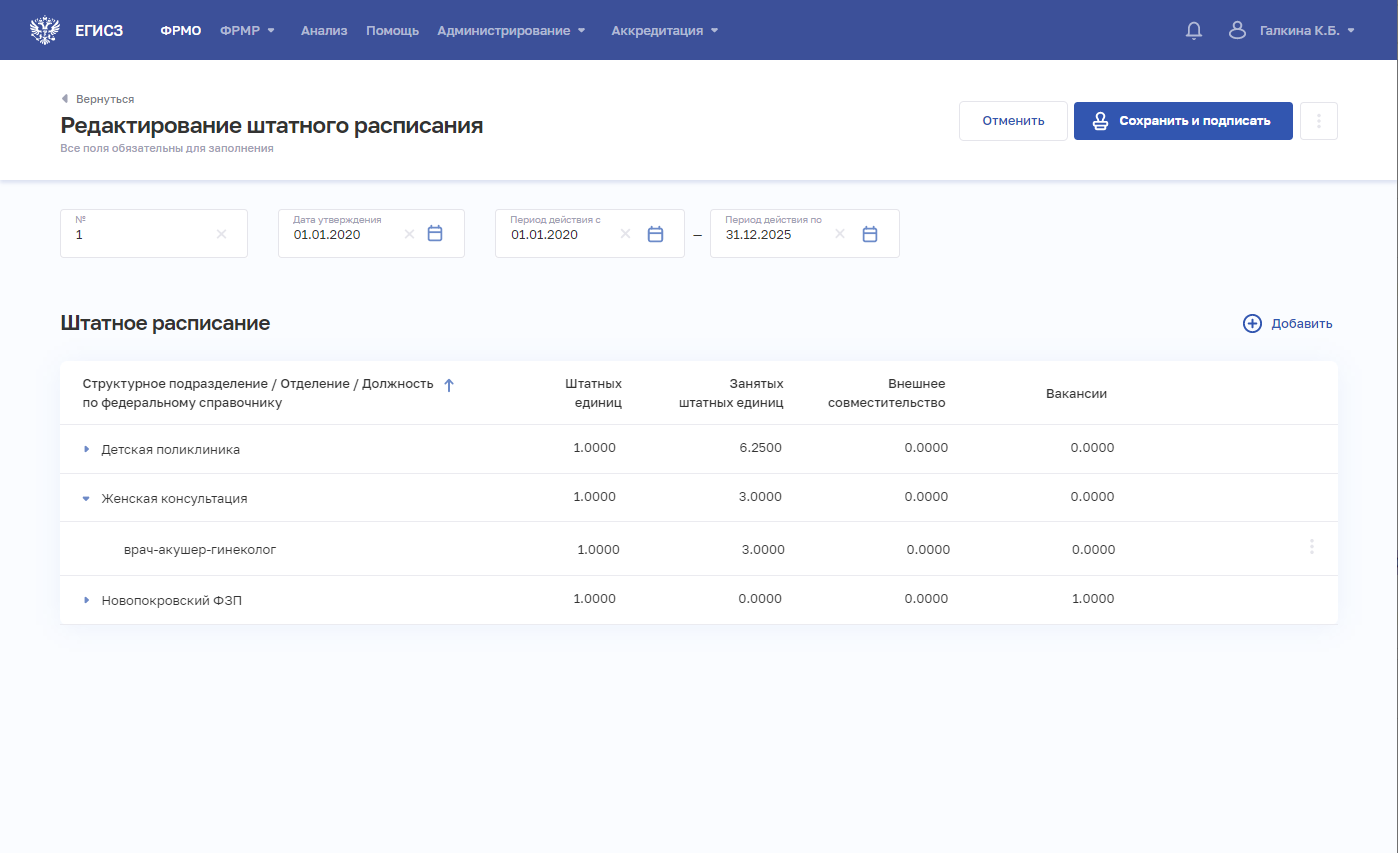 ЕГИСЗ ФРМО ФРМР Анализ Помощь Администрирование Аккредитация Галкина К.Б.
Вернуться
Редактирование штатного расписания
Все поля обязательны для заполнения
Отменить
Сохранить и подписать
№
1
Дата утверждения
01.01.2020
Период действия с
01.01.2020
–
Период действия по
31.12.2025
Штатное расписание
Добавить
Структурное подразделение / Отделение / Должность
по федеральному справочнику
Штатных
единиц
Занятых
штатных единиц
Внешнее
совместительство
Вакансии
Детская поликлиника 1.0000 6.2500 0.0000 0.0000
Женская консультация 1.0000 3.0000 0.0000 0.0000
врач-акушер-гинеколог 1.0000 3.0000 0.0000 0.0000
Новопокровский ФЗП 1.0000 0.0000 0.0000 1.0000